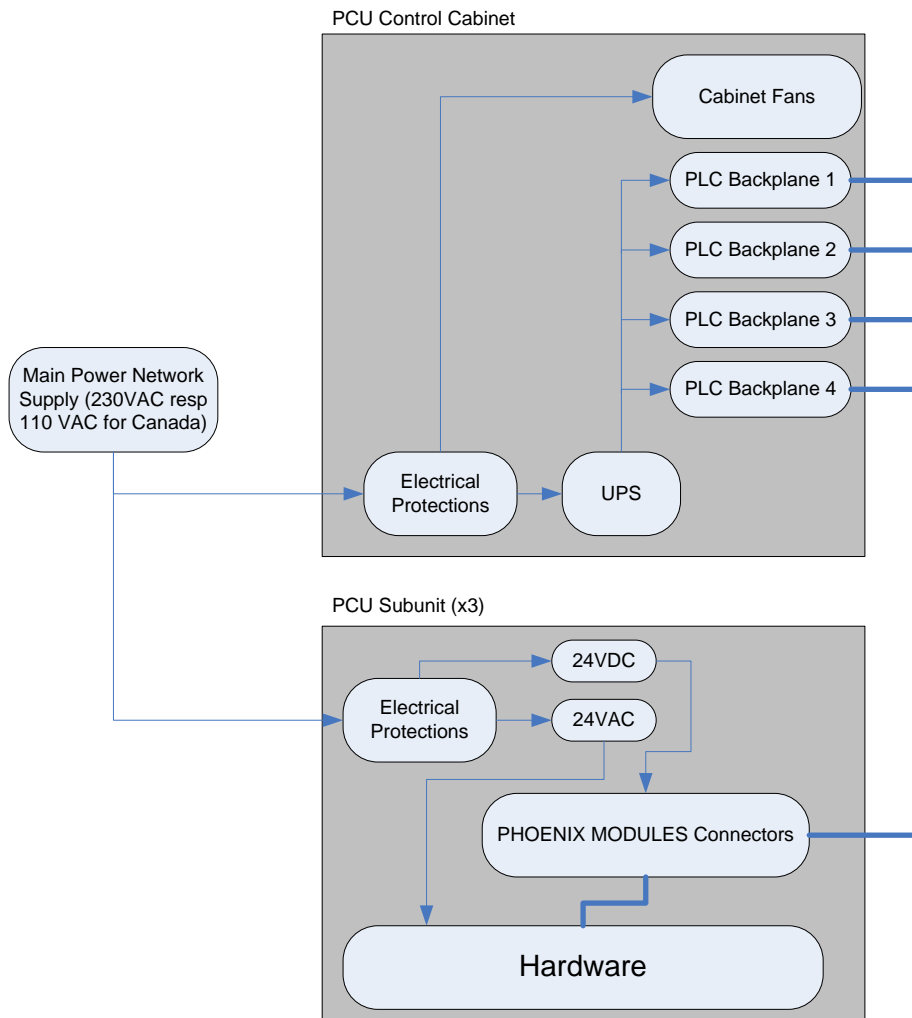 PCU Control Cabinet
Cabinet Fans
PLC Backplane 1
PLC Backplane 2
PLC Backplane 3
PLC Backplane 4
Main Power Network
Supply (230VAC resp
110 VAC for Canada)
Electrical
Protections
UPS
PCU Subunit (x3)
24VDC
Electrical
Protections
24VAC
PHOENIX MODULES Connectors
Hardware